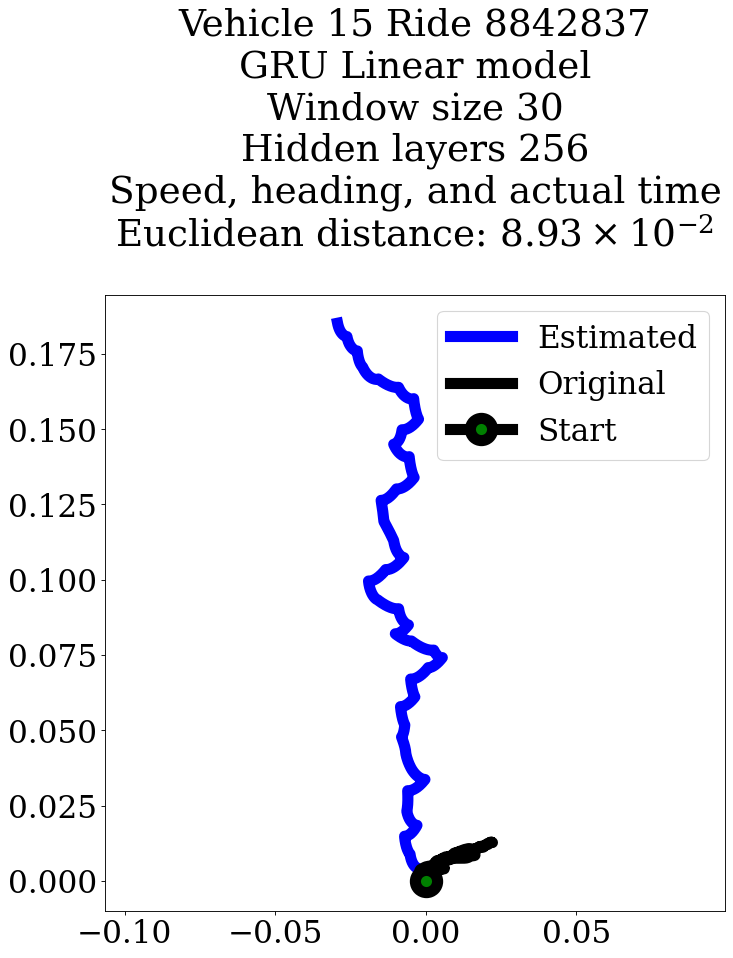 Vehicle 15 Ride 8842837
GRU Linear model
Window size 30
Hidden layers 256
Speed, heading, and actual time
Euclidean distance: 8.93 × 10⁻²
Estimated
Original
Start
0.175
0.150
0.125
0.100
0.075
0.050
0.025
0.000
−0.10 −0.05 0.00 0.05